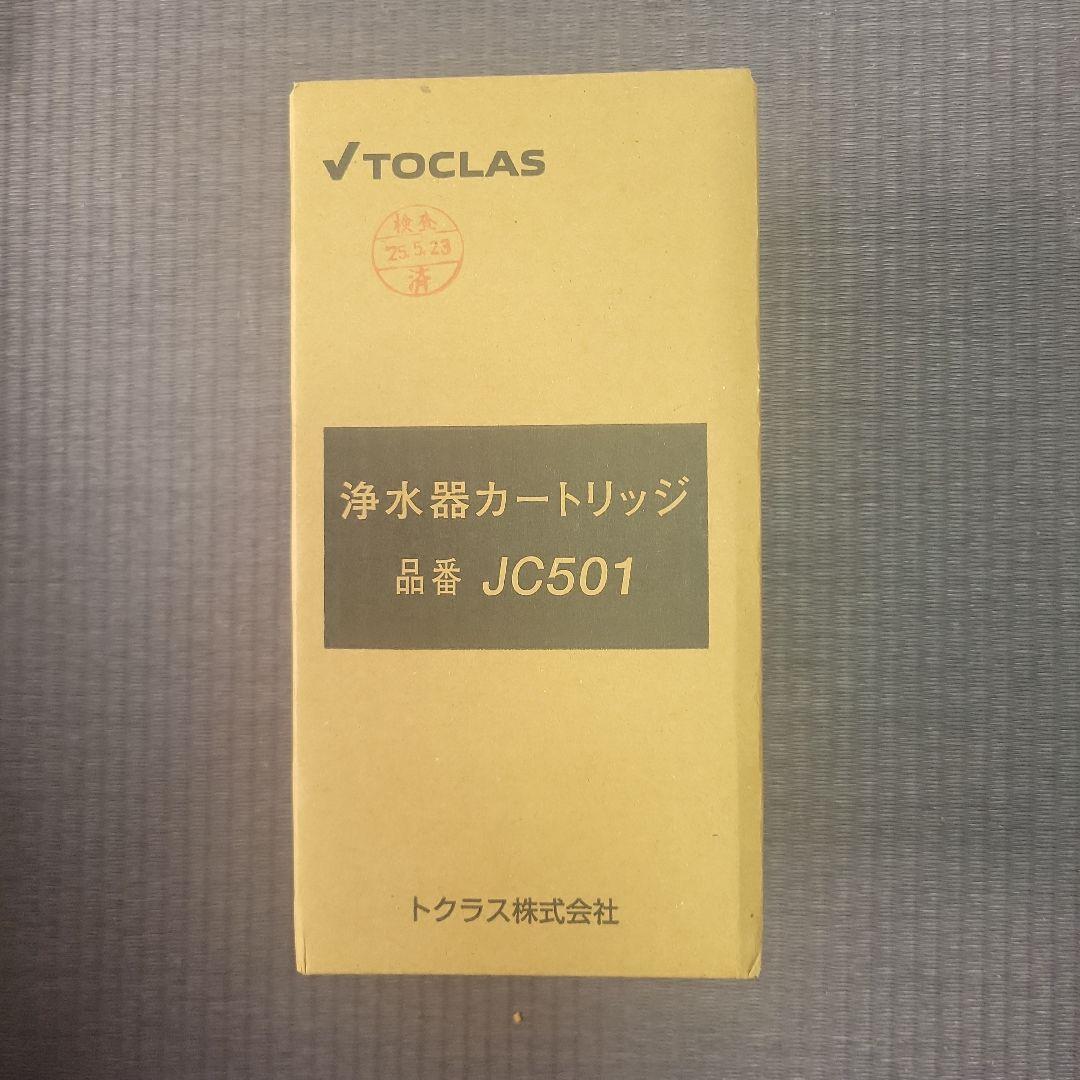 TOCLAS
検査
'25.5.23
済
浄水器カートリッジ
品番 JC501
トクラス株式会社